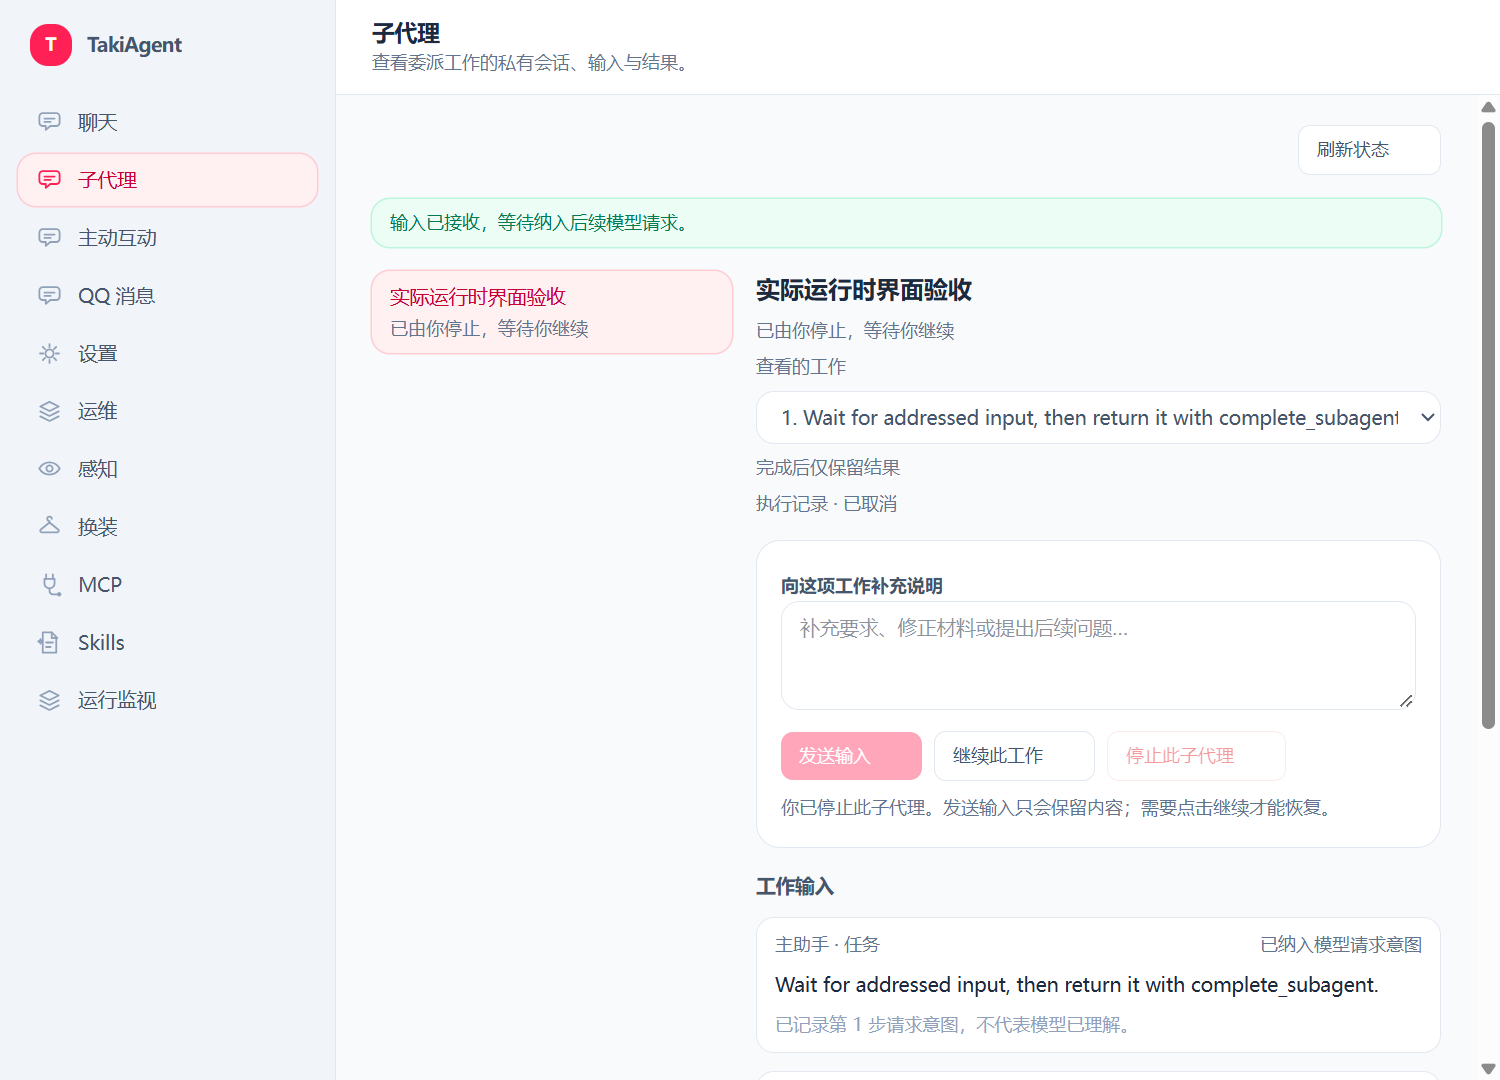 T
TakiAgent
聊天
子代理
主动互动
QQ 消息
设置
运维
感知
换装
MCP
Skills
运行监视
子代理
查看委派工作的私有会话、输入与结果。
刷新状态
输入已接收，等待纳入后续模型请求。
实际运行时界面验收
已由你停止，等待你继续
实际运行时界面验收
已由你停止，等待你继续
查看的工作
1. Wait for addressed input, then return it with complete_subagent
完成后仅保留结果
执行记录 · 已取消
向这项工作补充说明
补充要求、修正材料或提出后续问题...
发送输入
继续此工作
停止此子代理
你已停止此子代理。发送输入只会保留内容；需要点击继续才能恢复。
工作输入
主助手 · 任务
已纳入模型请求意图
Wait for addressed input, then return it with complete_subagent.
已记录第 1 步请求意图，不代表模型已理解。